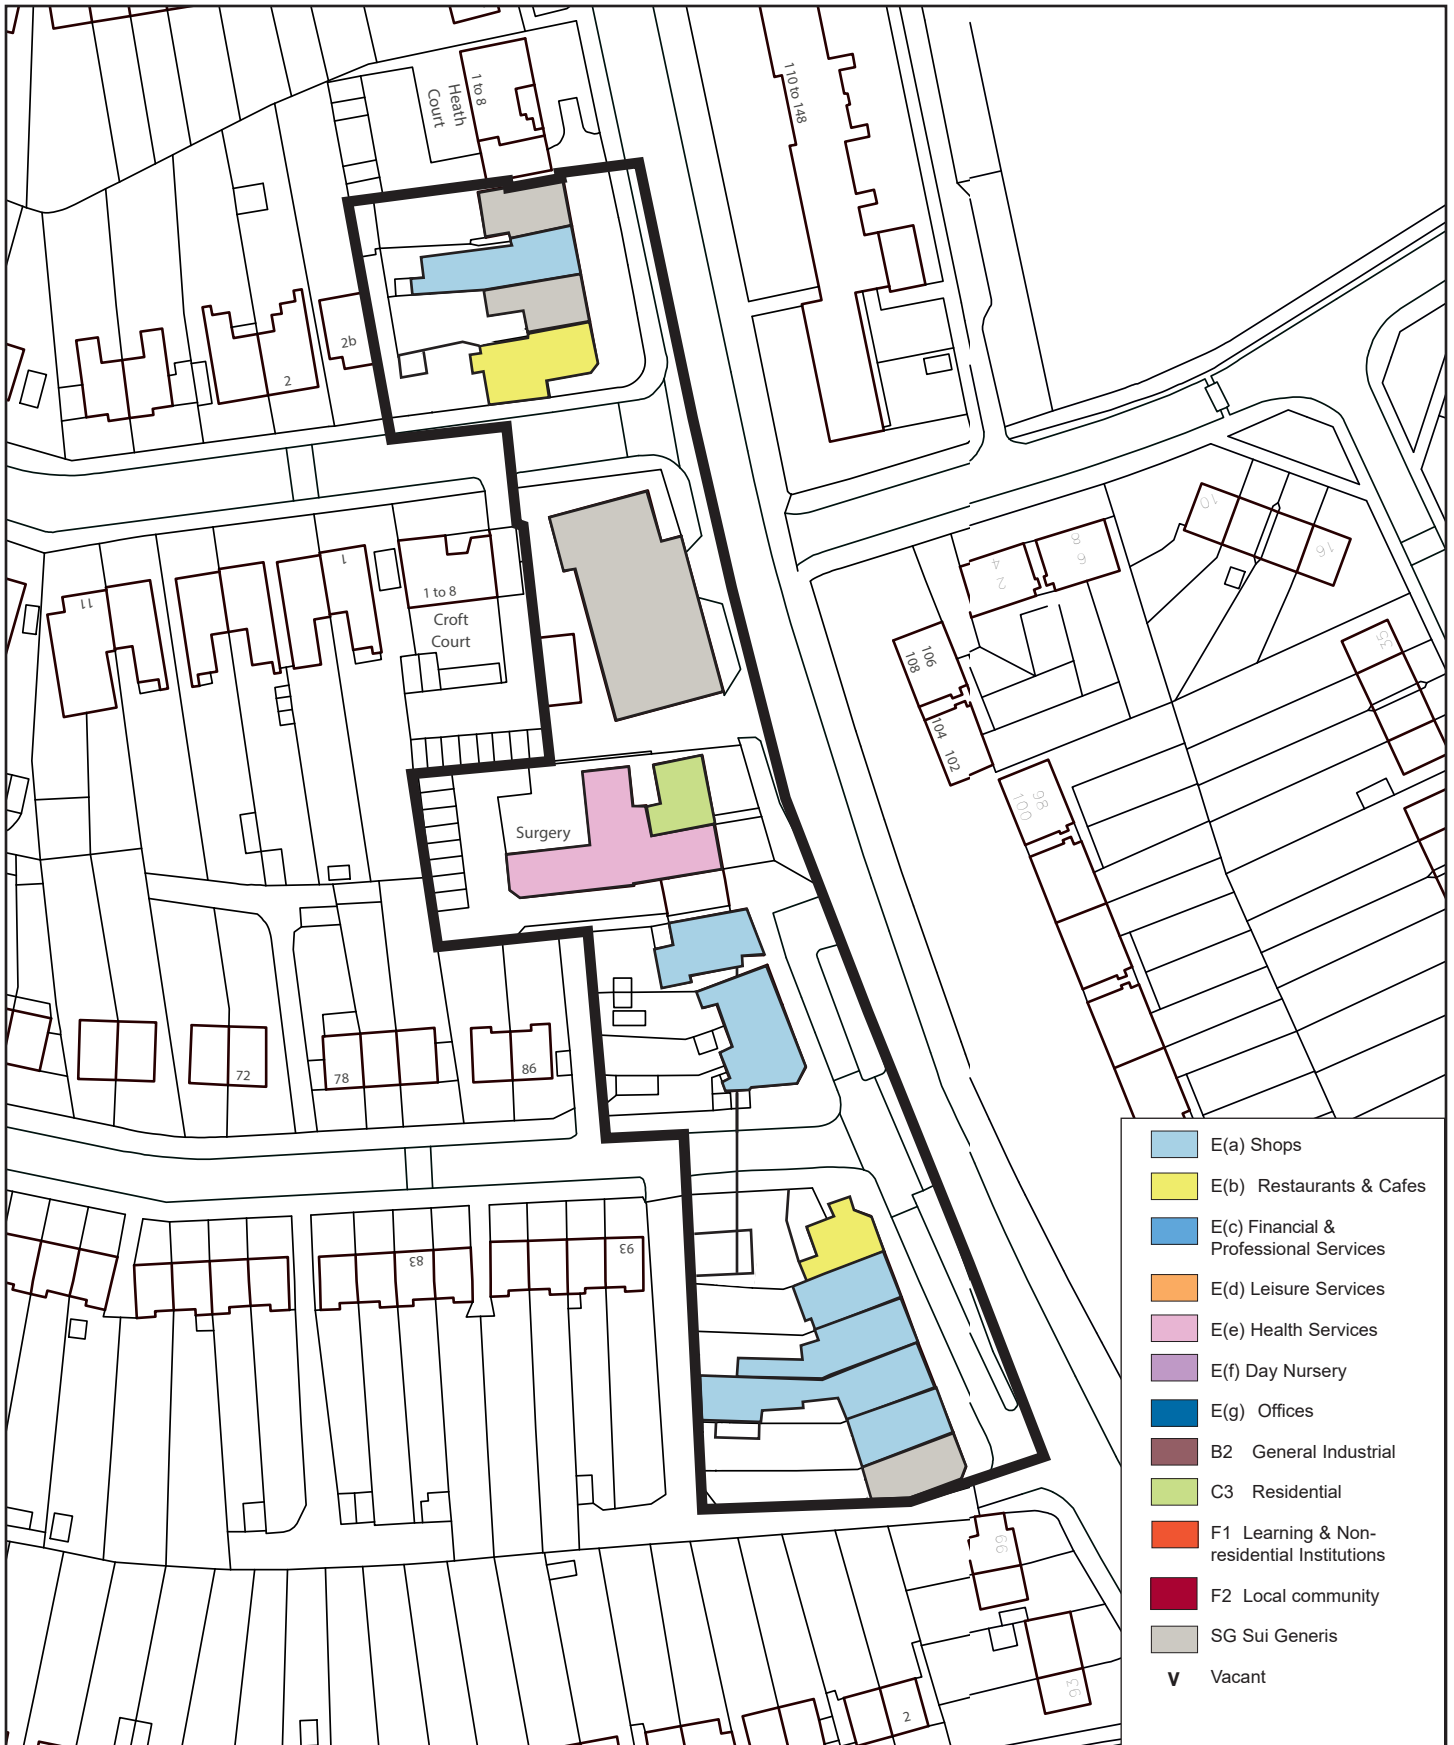 1 to 8
Heath
Court
110 to 148
2b
2
10
16
8
6
4
2
1
11
1 to 8
Croft
Court
35
106
108
104
102
98
100
Surgery
72
78
86
83
93
99
93
2
E(a) Shops
E(b) Restaurants & Cafes
E(c) Financial &
Professional Services
E(d) Leisure Services
E(e) Health Services
E(f) Day Nursery
E(g) Offices
B2 General Industrial
C3 Residential
F1 Learning & Non-
residential Institutions
F2 Local community
SG Sui Generis
V Vacant